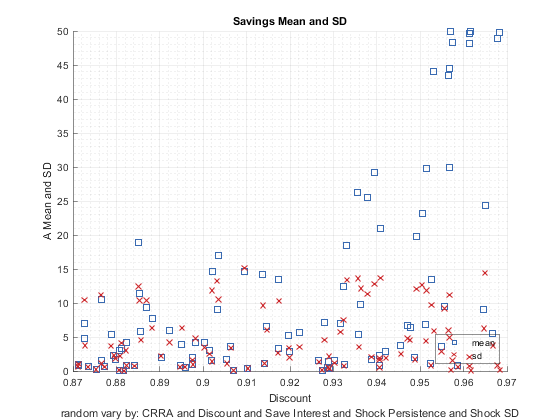 Savings Mean and SD
A Mean and SD
50
45
40
35
30
25
20
15
10
5
0
0.87 0.88 0.89 0.9 0.91 0.92 0.93 0.94 0.95 0.96 0.97
mean
sd
Discount
random vary by: CRRA and Discount and Save Interest and Shock Persistence and Shock SD